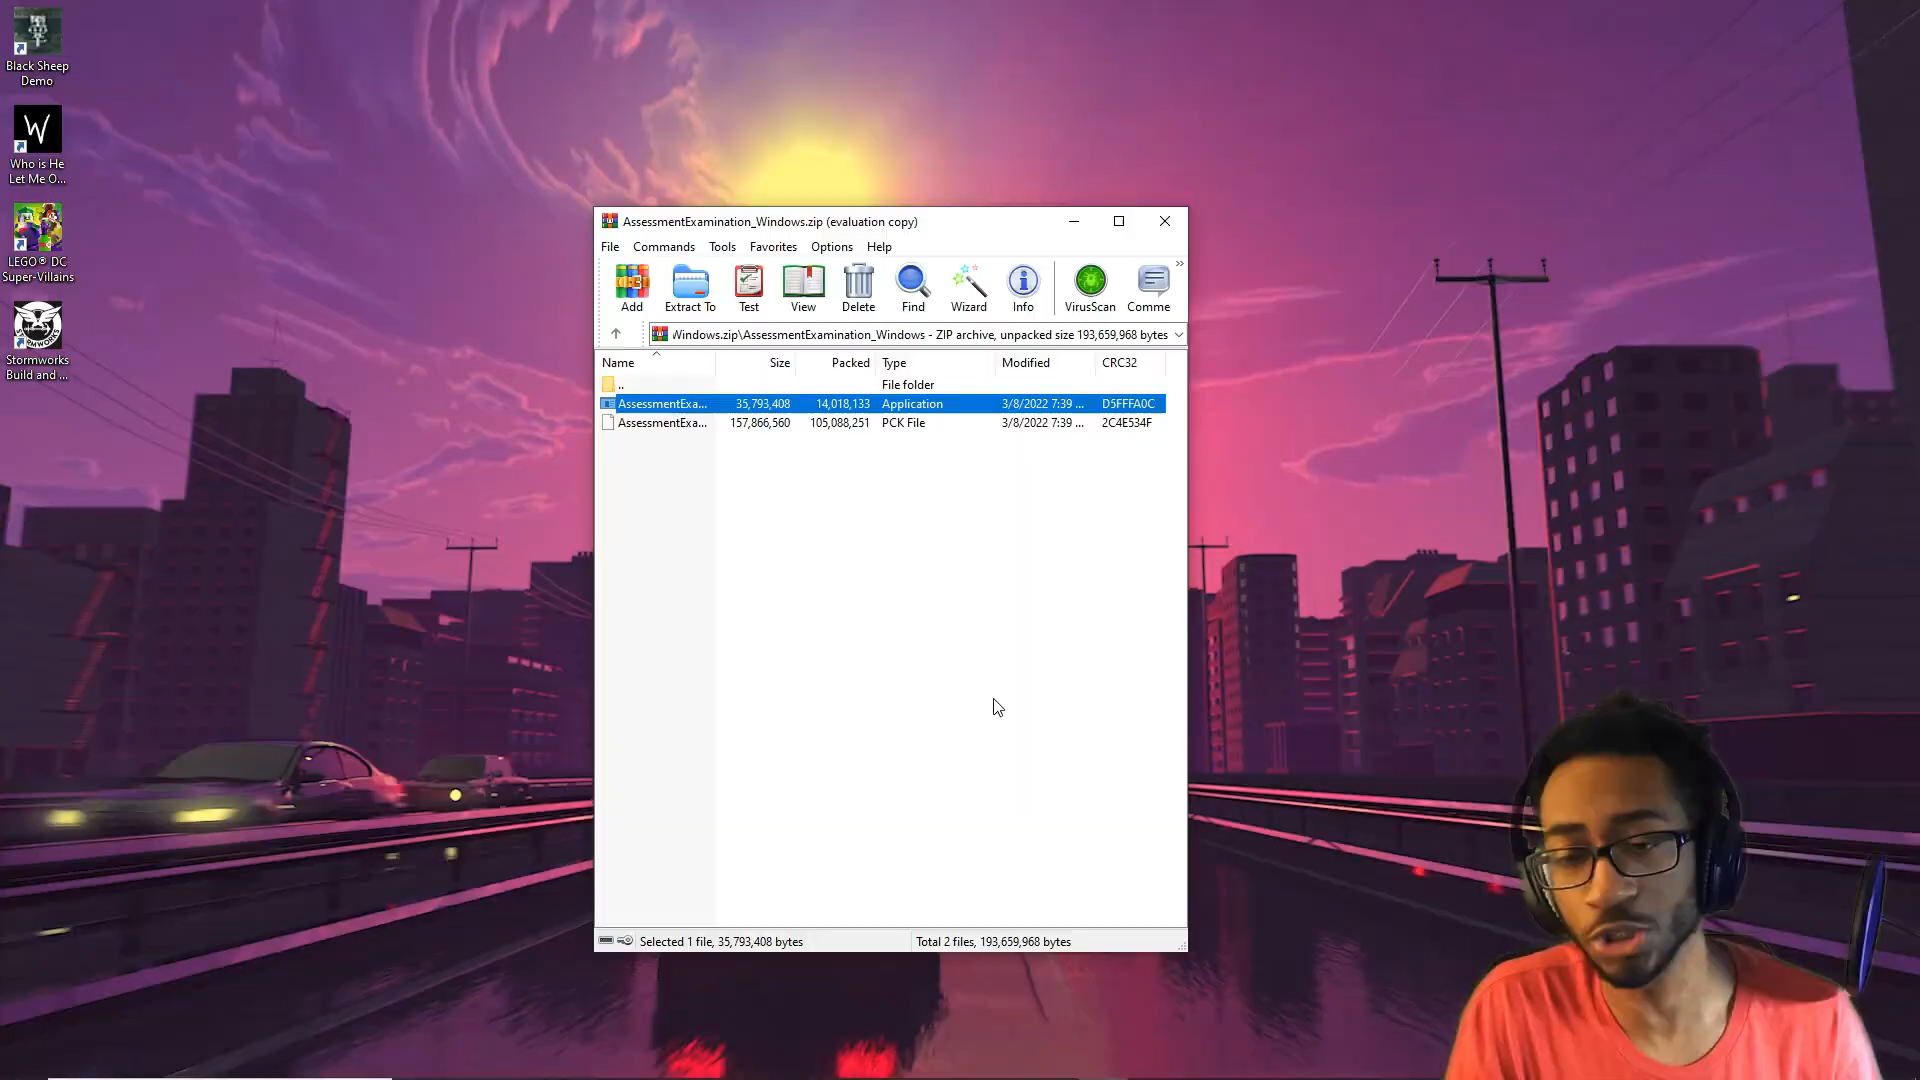 Black Sheep
Demo
W
Who is He
Let Me O...
LEGO® DC
Super-Villains
Stormworks
Build and ...
AssessmentExamination_Windows.zip (evaluation copy)
File Commands Tools Favorites Options Help
Add Extract To Test View Delete Find Wizard Info VirusScan Comme
Windows.zip\AssessmentExamination_Windows - ZIP archive, unpacked size 193,659,968 bytes
Name Size Packed Type Modified CRC32
.. File folder
AssessmentExa... 35,793,408 14,018,133 Application 3/8/2022 7:39 ... D5FFFA0C
AssessmentExa... 157,866,560 105,088,251 PCK File 3/8/2022 7:39 ... 2C4E534F
Selected 1 file, 35,793,408 bytes Total 2 files, 193,659,968 bytes